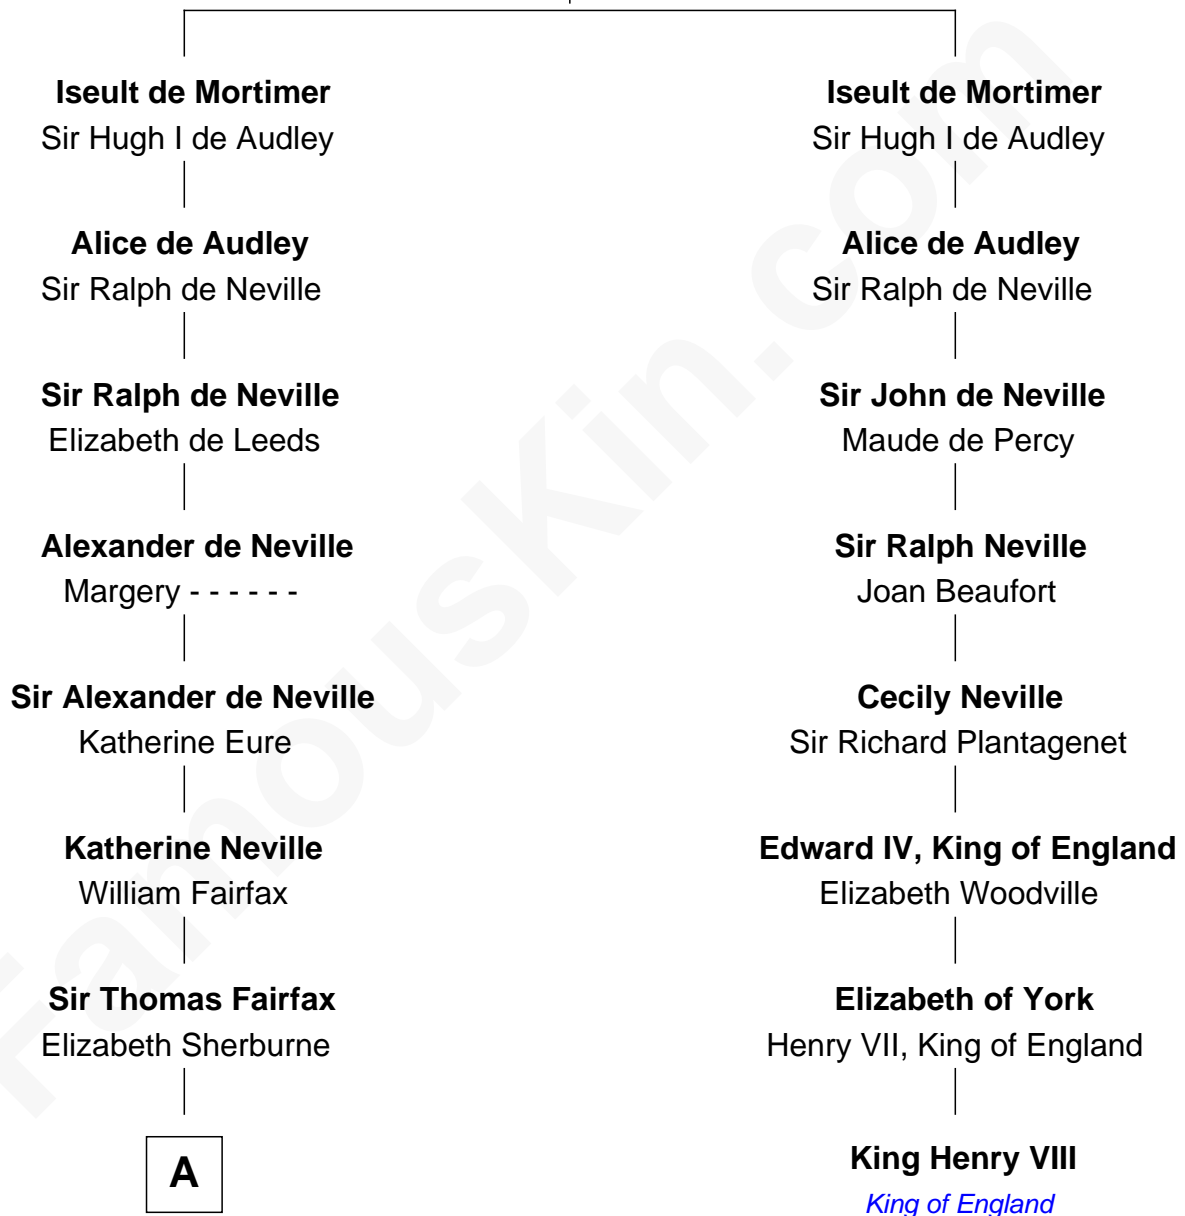 Iseult de Mortimer
Sir Hugh I de Audley
Alice de Audley
Sir Ralph de Neville
Sir Ralph de Neville
Elizabeth de Leeds
Alexander de Neville
Margery - - - - - -
Sir Alexander de Neville
Katherine Eure
Katherine Neville
William Fairfax
Sir Thomas Fairfax
Elizabeth Sherburne
A
Iseult de Mortimer
Sir Hugh I de Audley
Alice de Audley
Sir Ralph de Neville
Sir John de Neville
Maude de Percy
Sir Ralph Neville
Joan Beaufort
Cecily Neville
Sir Richard Plantagenet
Edward IV, King of England
Elizabeth Woodville
Elizabeth of York
Henry VII, King of England
King Henry VIII
King of England
FamousKin.com